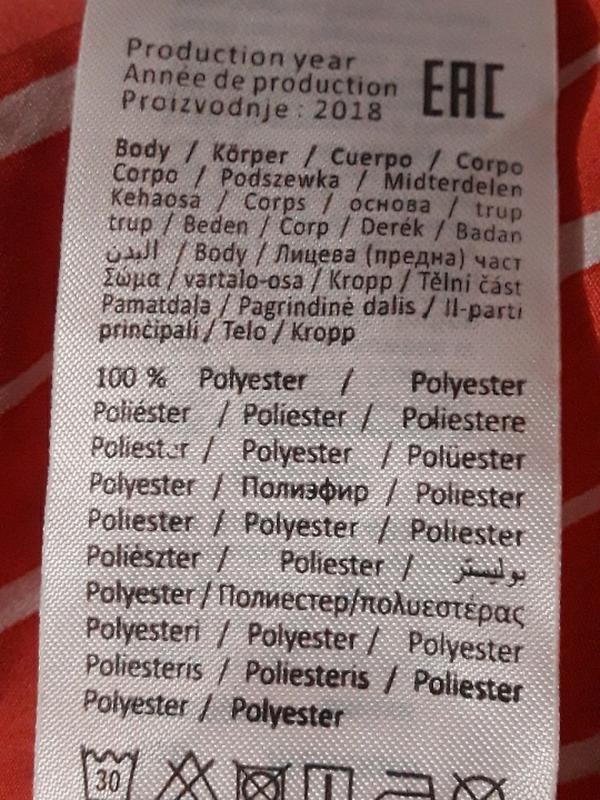 Production year
Année de production
Proizvodnje : 2018
EAC
Body / Körper / Cuerpo / Corpo
Corpo / Podszewka / Midterdelen
Kehaosa / Corps / основа / trup
trup / Beden / Corp / Derék / Badan
البدن / Body / Лицева (предна) част
Σώμα / vartalo-osa / Kropp / Tělní část
Pamatdaļa / Pagrindinė dalis / Il-parti
prinċipali / Telo / Kropp
100 % Polyester / Polyester
Poliéster / Poliester / Poliestere
Poliester / Polyester / Polüester
Polyester / Полиэфир / Poliester
Poliester / Polyester / Poliester
Poliészter / Poliester / بوليستر
Polyester / Полиестер/πολυεστέρας
Polyesteri / Polyester / Polyester
Poliesteris / Poliesteris / Poliester
Polyester / Polyester
30